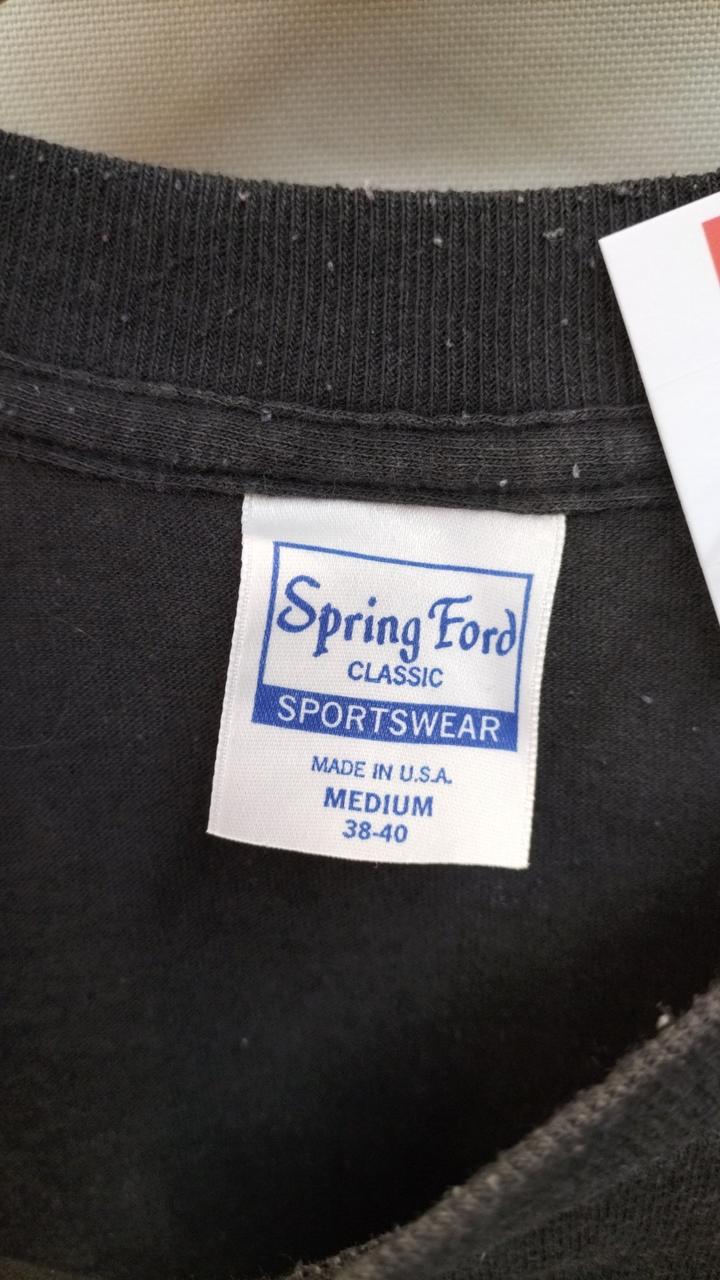 Spring Ford
CLASSIC
SPORTSWEAR
MADE IN U.S.A.
MEDIUM
38-40